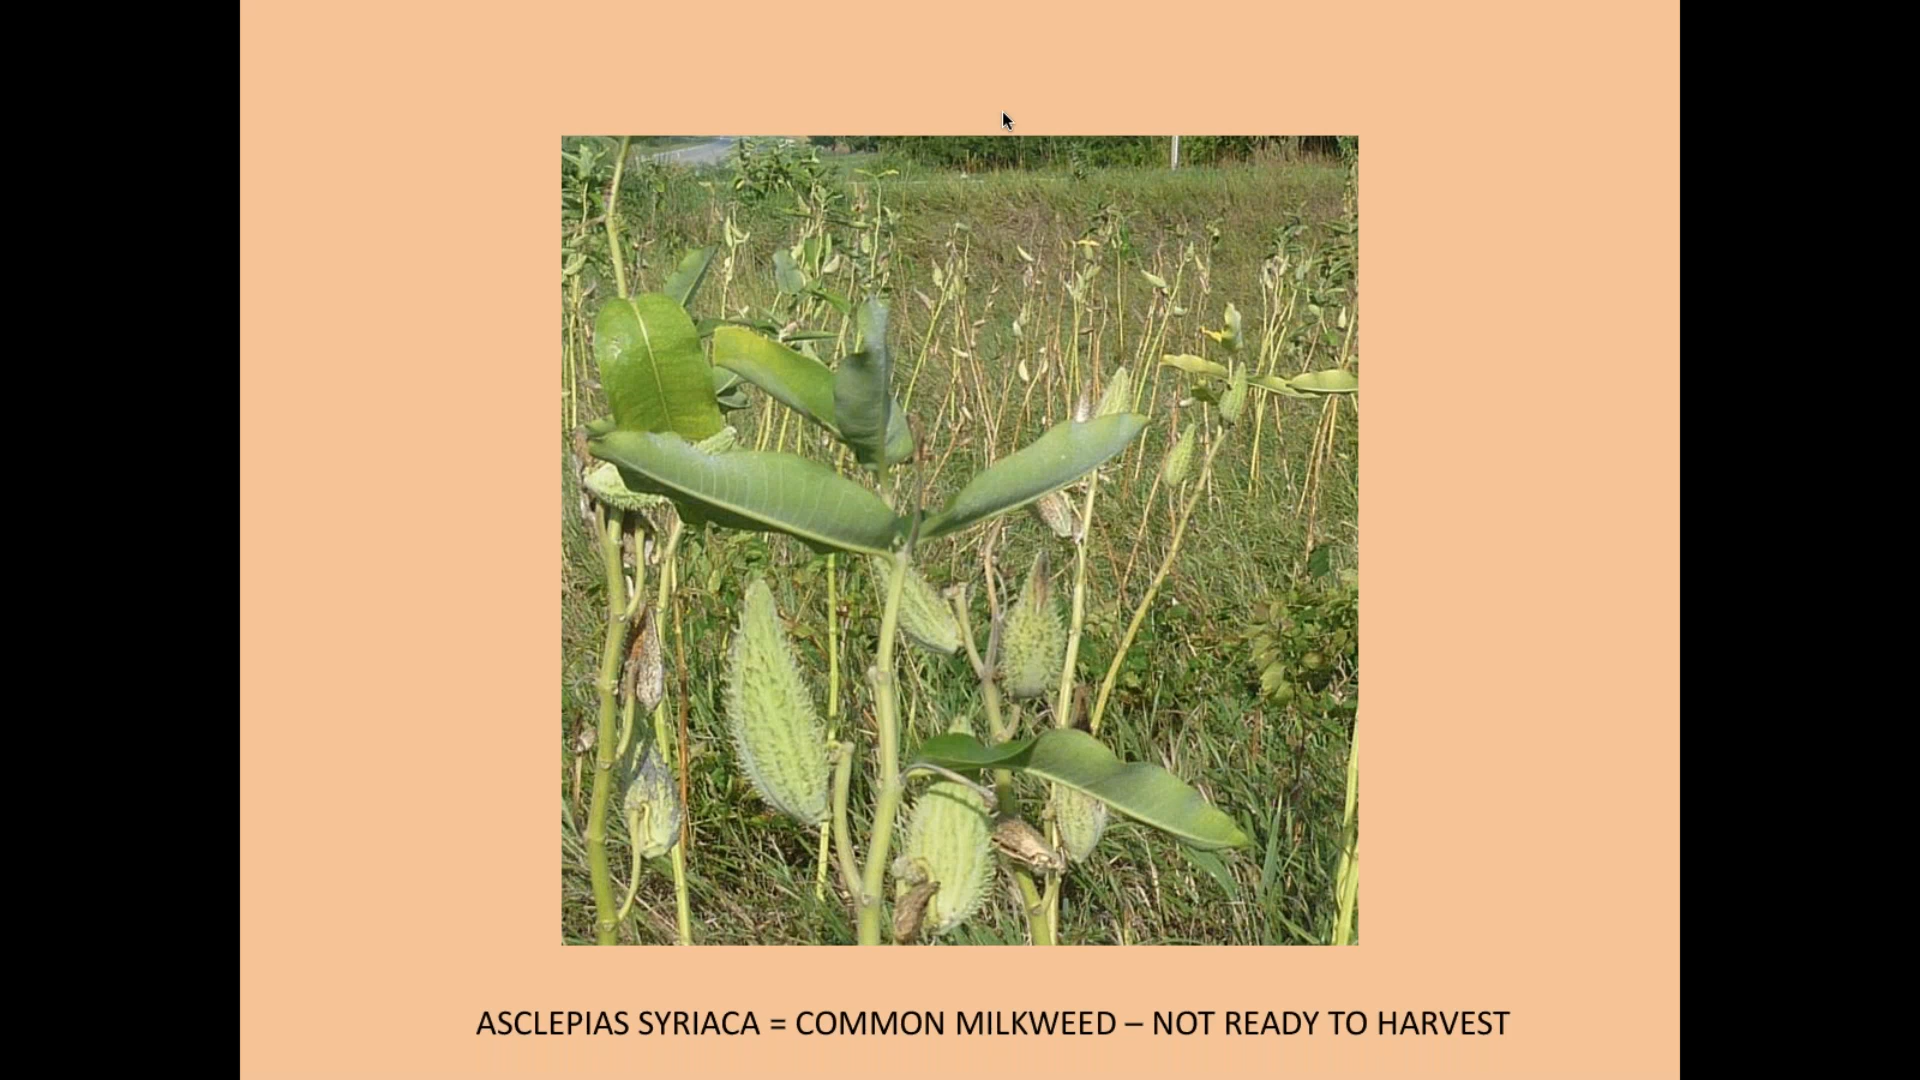 ASCLEPIAS SYRIACA = COMMON MILKWEED – NOT READY TO HARVEST